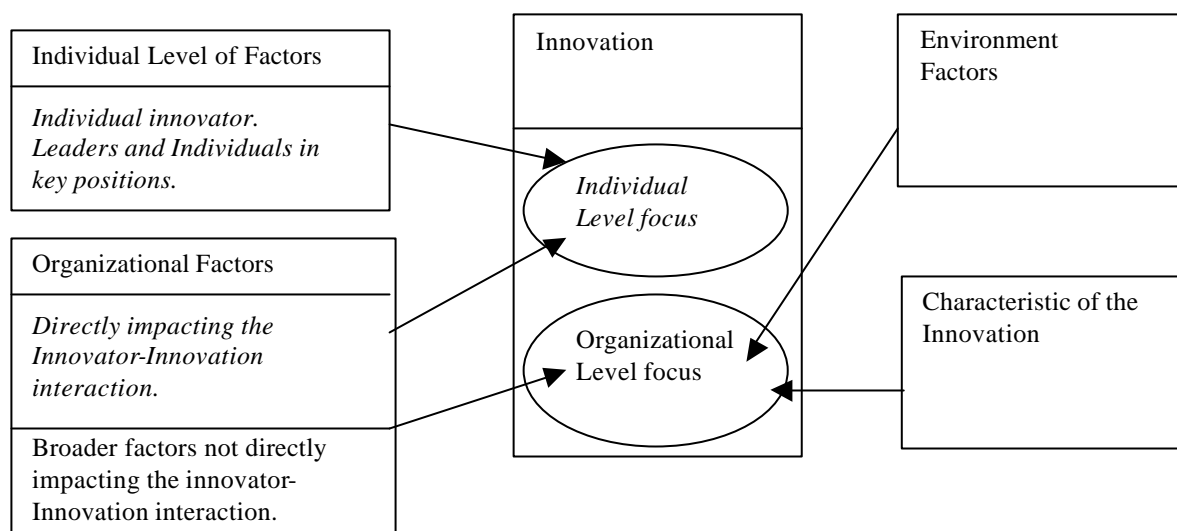 Individual Level of Factors
Individual innovator.
Leaders and Individuals in
key positions.
Organizational Factors
Directly impacting the
Innovator-Innovation
interaction.
Broader factors not directly
impacting the innovator-
Innovation interaction.
Innovation
Individual
Level focus
Organizational
Level focus
Environment
Factors
Characteristic of the
Innovation